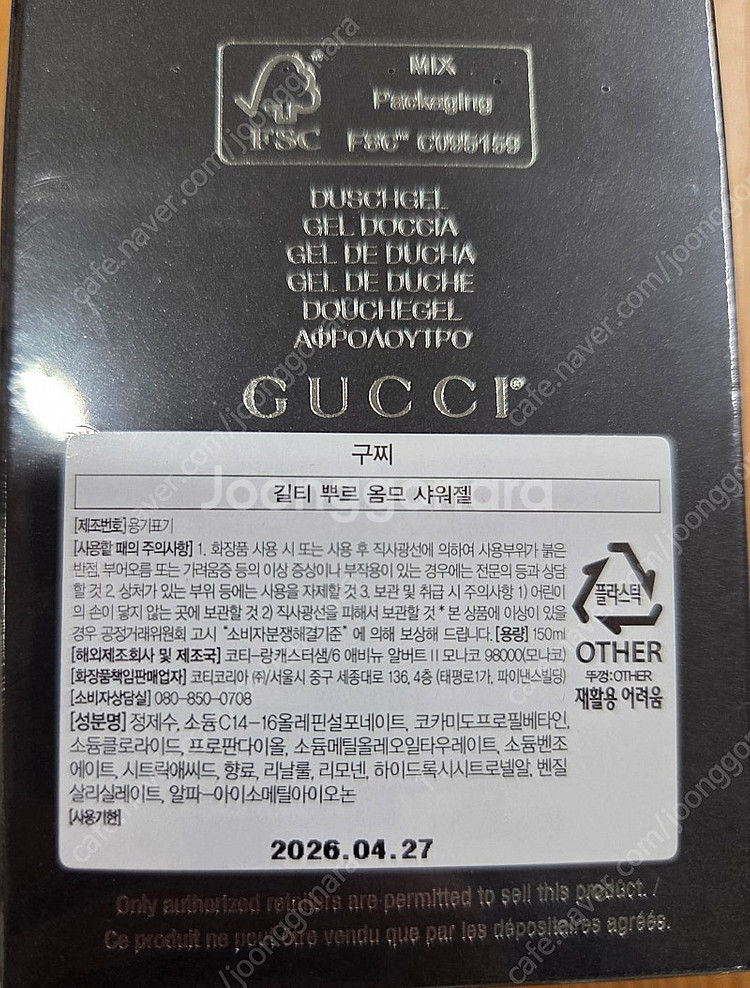 MIX
Packaging
FSC™ C095159
FSC
DUSCHGEL
GEL DOCCIA
GEL DE DUCHA
GEL DE DUCHE
DOUCHEGEL
ΑΦΡΟΛΟΥΤΡΟ
GUCCI®
구찌
길티 뿌르 옴므 샤워젤
[제조번호]용기표기
[사용할 때의 주의사항] 1. 화장품 사용 시 또는 사용 후 직사광선에 의하여 사용부위가 붉은
반점, 부어오름 또는 가려움증 등의 이상 증상이나 부작용이 있는 경우에는 전문의 등과 상담
할 것 2. 상처가 있는 부위 등에는 사용을 자제할 것 3. 보관 및 취급 시 주의사항 1) 어린이
의 손이 닿지 않는 곳에 보관할 것 2) 직사광선을 피해서 보관할 것 * 본 상품에 이상이 있을
경우 공정거래위원회 고시 "소비자분쟁해결기준" 에 의해 보상해 드립니다. [용량] 150ml
[해외제조회사 및 제조국] 코티-랑캐스터샘/6 애비뉴 알버트 II 모나코 98000(모나코)
[화장품책임판매업자] 코티코리아 ㈜/서울시 중구 세종대로 136, 4층 (태평로1가, 파이낸스빌딩)
[소비자상담실] 080-850-0708
[성분명] 정제수, 소듐C14-16올레핀설포네이트, 코카미도프로필베타인,
소듐클로라이드, 프로판다이올, 소듐메틸올레오일타우레이트, 소듐벤조
에이트, 시트릭애씨드, 향료, 리날룰, 리모넨, 하이드록시시트로넬알, 벤질
살리실레이트, 알파-아이소메틸아이오논
[사용기한]
2026.04.27
플라스틱
OTHER
뚜껑:OTHER
재활용 어려움
Only authorized retailers are permitted to sell this product. /
Ce produit ne peut être vendu que par les dépositaires agréés.
Joonggonara
cafe.naver.com/joonggonara